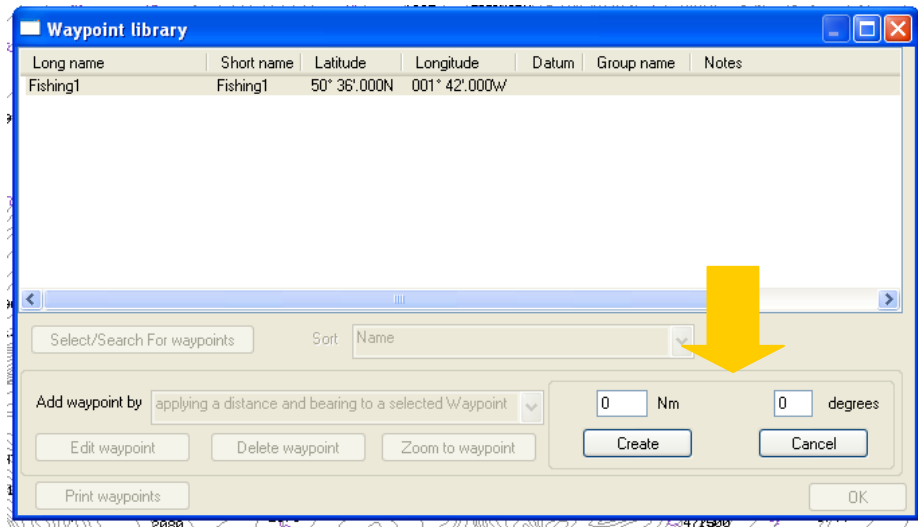 Waypoint library
Long name Short name Latitude Longitude Datum Group name Notes
Fishing1 Fishing1 50° 36'.000N 001° 42'.000W
Select/Search For waypoints Sort Name
Add waypoint by applying a distance and bearing to a selected Waypoint 0 Nm 0 degrees
Edit waypoint Delete waypoint Zoom to waypoint Create Cancel
Print waypoints OK